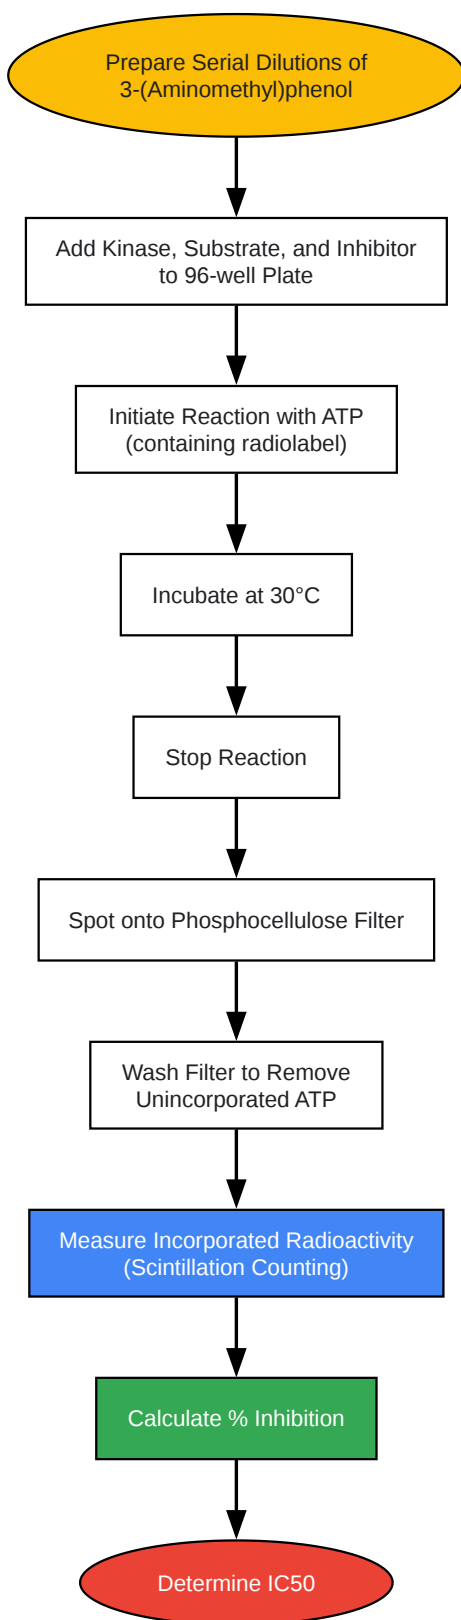 Prepare Serial Dilutions of
3-(Aminomethyl)phenol
Add Kinase, Substrate, and Inhibitor
to 96-well Plate
Initiate Reaction with ATP
(containing radiolabel)
Incubate at 30°C
Stop Reaction
Spot onto Phosphocellulose Filter
Wash Filter to Remove
Unincorporated ATP
Measure Incorporated Radioactivity
(Scintillation Counting)
Calculate % Inhibition
Determine IC50